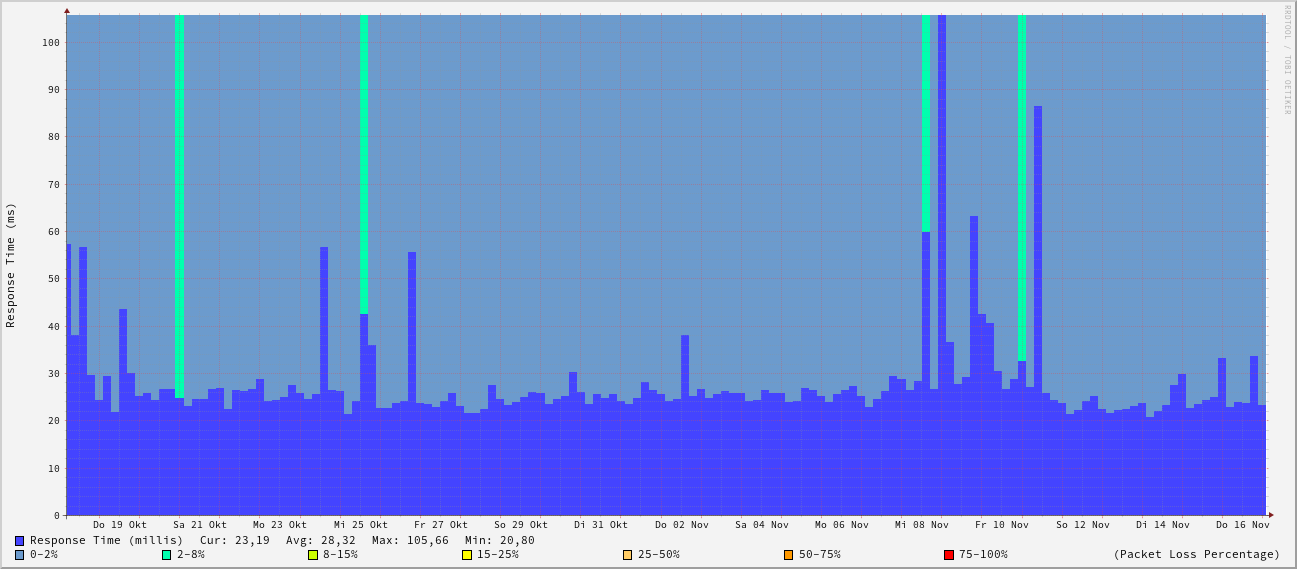 RRDTOOL / TOBI OETIKER
Response Time (ms)
100
90
80
70
60
50
40
30
20
10
0
Do 19 Okt Sa 21 Okt Mo 23 Okt Mi 25 Okt Fr 27 Okt So 29 Okt Di 31 Okt Do 02 Nov Sa 04 Nov Mo 06 Nov Mi 08 Nov Fr 10 Nov So 12 Nov Di 14 Nov Do 16 Nov
Response Time (millis) Cur: 23,19 Avg: 28,32 Max: 105,66 Min: 20,80
0-2% 2-8% 8-15% 15-25% 25-50% 50-75% 75-100% (Packet Loss Percentage)